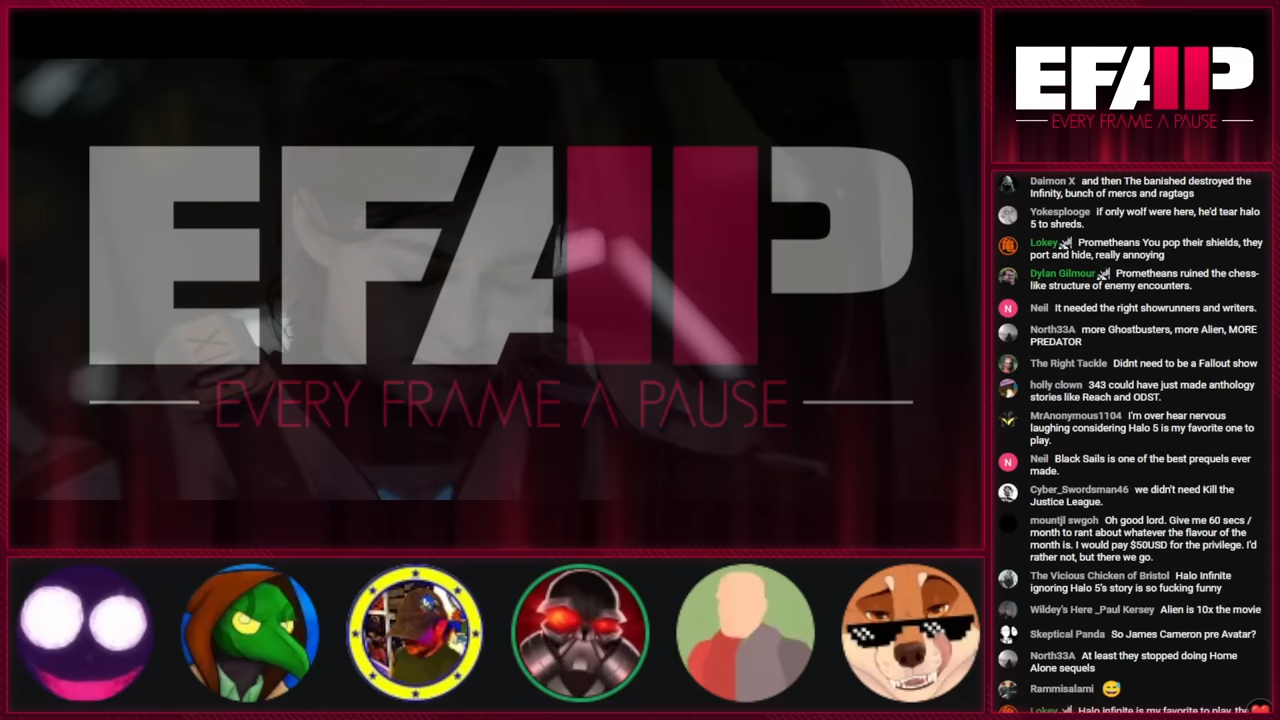 EFAP
EVERY FRAME A PAUSE
EFAP
EVERY FRAME A PAUSE
Daimon X and then The banished destroyed the
Infinity, bunch of mercs and ragtags
Yokesplooge if only wolf were here, he'd tear halo
5 to shreds.
Lokey Prometheans You pop their shields, they
port and hide, really annoying
Dylan Gilmour Prometheans ruined the chess-
like structure of enemy encounters.
N
Neil It needed the right showrunners and writers.
North33A more Ghostbusters, more Alien, MORE
PREDATOR
The Right Tackle Didnt need to be a Fallout show
holly clown 343 could have just made anthology
stories like Reach and ODST.
MrAnonymous1104 I'm over hear nervous
laughing considering Halo 5 is my favorite one to
play.
N
Neil Black Sails is one of the best prequels ever
made.
Cyber_Swordsman46 we didn't need Kill the
Justice League.
mountjl swgoh Oh good lord. Give me 60 secs /
month to rant about whatever the flavour of the
month is. I would pay $50USD for the privilege. I'd
rather not, but there we go.
The Vicious Chicken of Bristol Halo Infinite
ignoring Halo 5's story is so fucking funny
Wildey's Here _Paul Kersey Alien is 10x the movie
Skeptical Panda So James Cameron pre Avatar?
North33A At least they stopped doing Home
Alone sequels
Rammisalami 😅
Lokey Halo infinite is my favorite to play, the